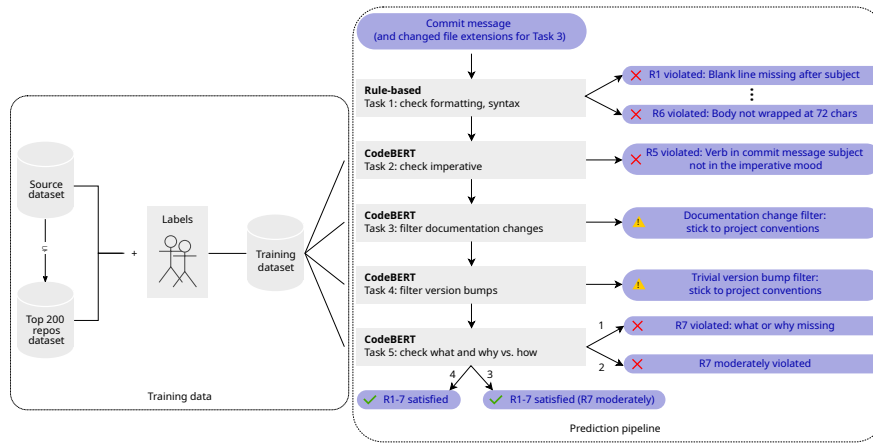 Commit message
(and changed file extensions for Task 3)
Rule-based
Task 1: check formatting, syntax
R1 violated: Blank line missing after subject
R6 violated: Body not wrapped at 72 chars
CodeBERT
Task 2: check imperative
R5 violated: Verb in commit message subject
not in the imperative mood
CodeBERT
Task 3: filter documentation changes
Documentation change filter:
stick to project conventions
CodeBERT
Task 4: filter version bumps
Trivial version bump filter:
stick to project conventions
CodeBERT
Task 5: check what and why vs. how
1
R7 violated: what or why missing
2
R7 moderately violated
4
3
R1-7 satisfied
R1-7 satisfied (R7 moderately)
Prediction pipeline
Source
dataset
Top 200
repos
dataset
+
Labels
Training
dataset
Training data